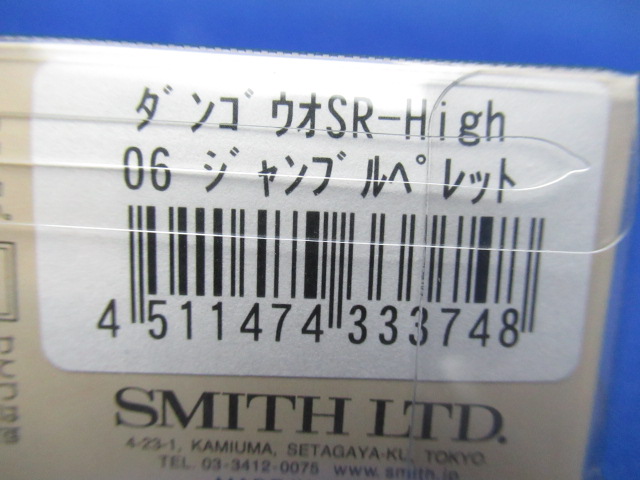 ﾀﾞﾝｺﾞｳｵSR-High
06 ｼﾞｬﾝﾌﾞﾙﾍﾟﾚｯﾄ
4 511474 333748
SMITH LTD.
4-23-1, KAMIUMA, SETAGAYA-KU, TOKYO
TEL. 03-3412-0075 www.smith.jp